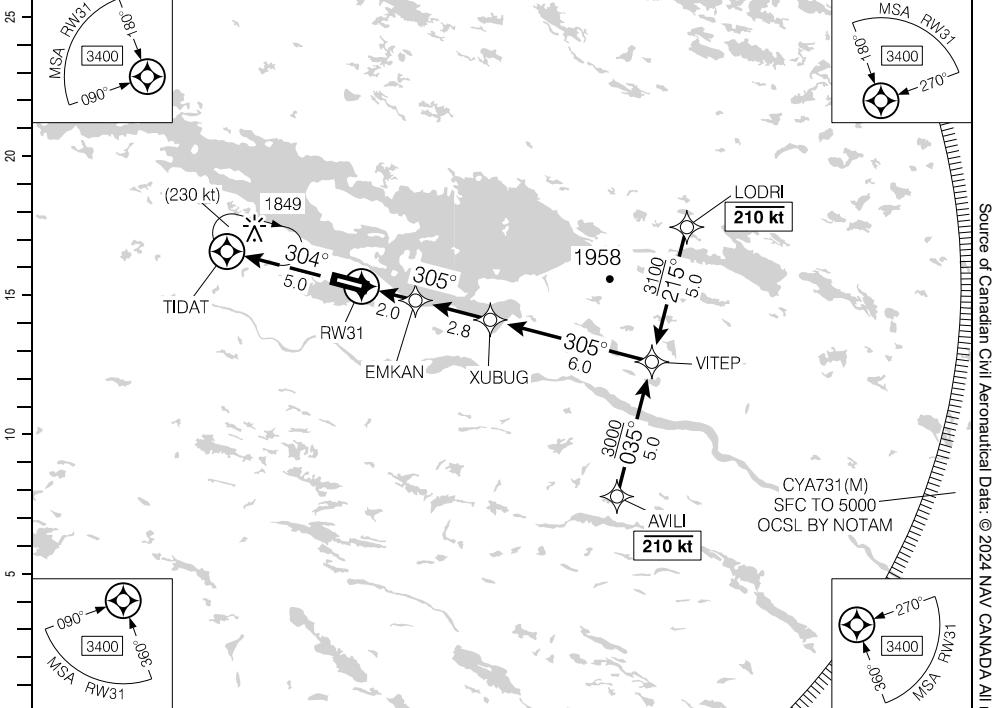 25
20
15
10
5
180°
MSA RW31
3400
090°
MSA RW31
180°
3400
270°
(230 kt)
1849
304°
5.0
TIDAT
RW31
305°
2.0
EMKAN
2.8
XUBUG
305°
6.0
1958
LODRI
210 kt
3100
215°
5.0
VITEP
3000
035°
5.0
AVILI
210 kt
CYA731(M)
SFC TO 5000
OCSL BY NOTAM
090°
3400
360°
MSA RW31
270°
3400
360°
MSA RW31
Source of Canadian Civil Aeronautical Data: © 2024 NAV CANADA All